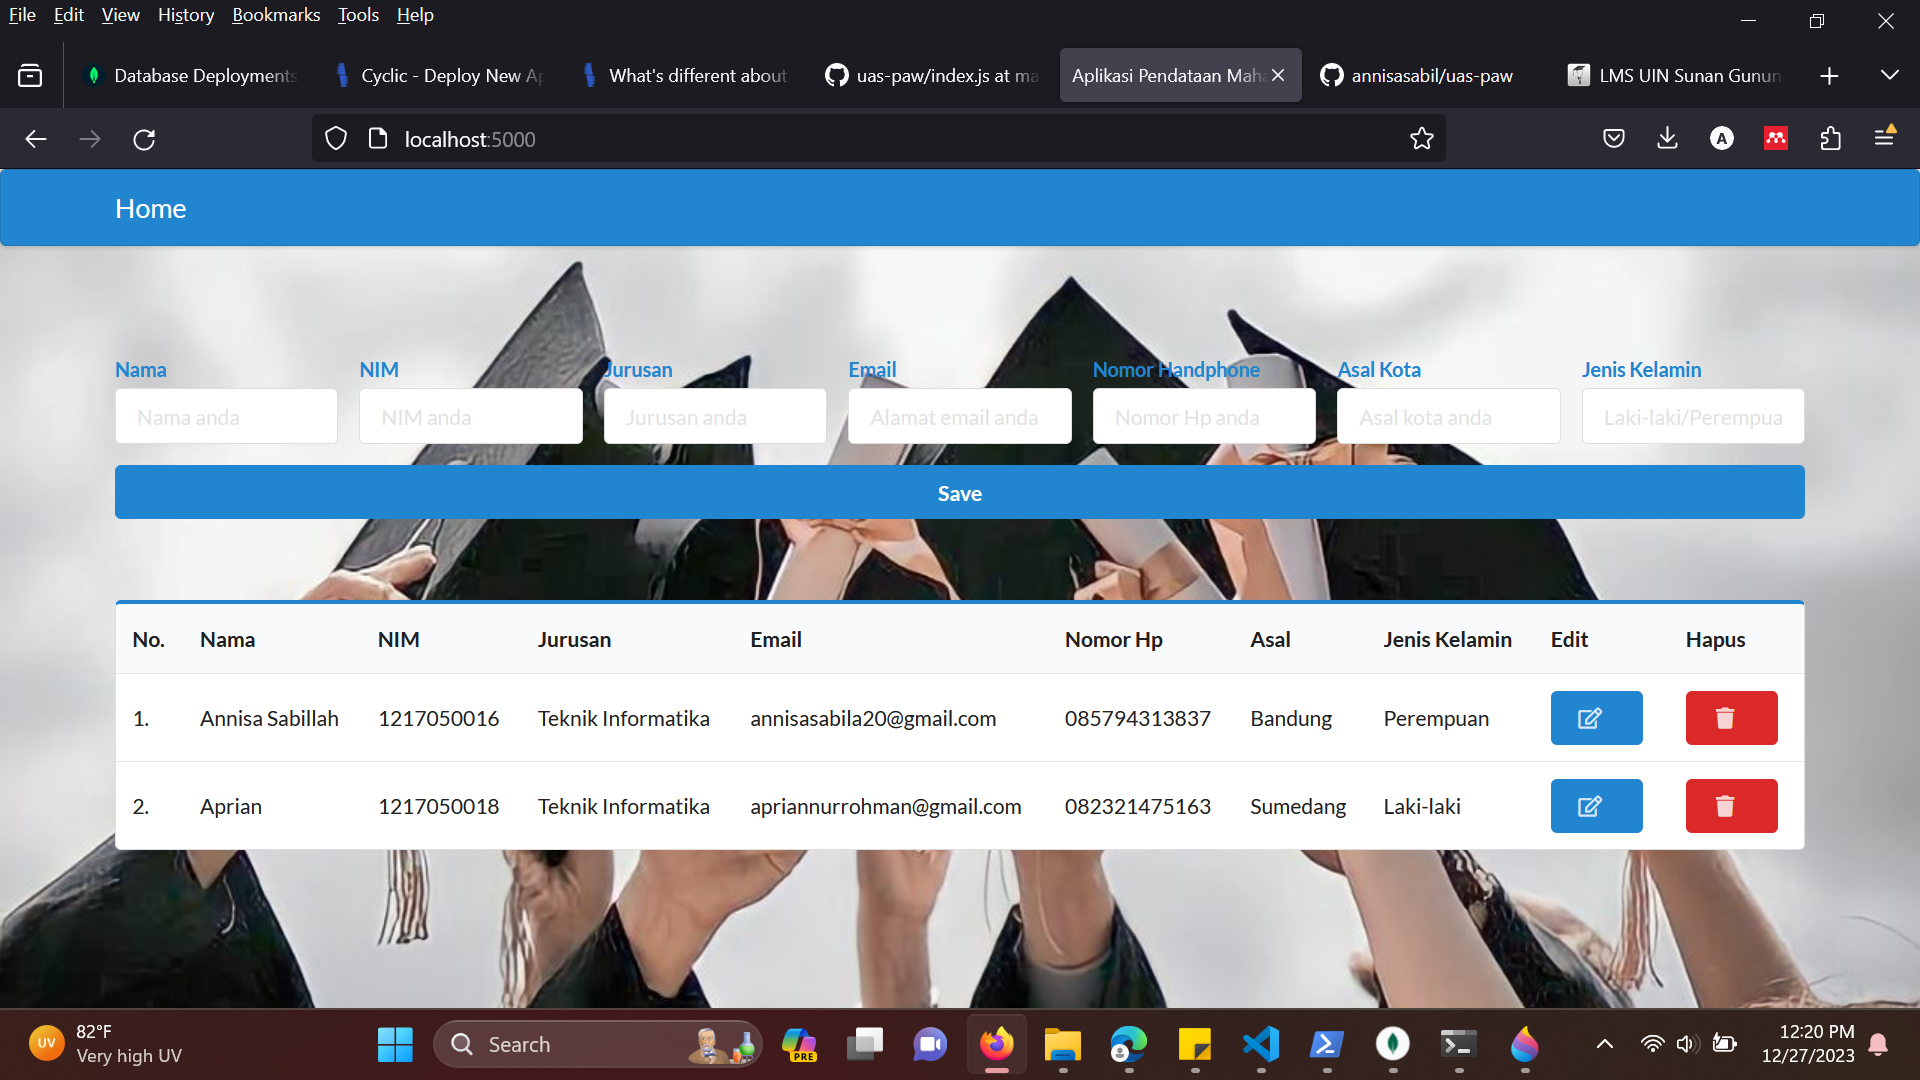 File Edit View History Bookmarks Tools Help
Database Deployments
Cyclic - Deploy New Ap
What's different about
uas-paw/index.js at ma
Aplikasi Pendataan Maha
annisasabil/uas-paw
LMS UIN Sunan Gunun
localhost:5000
A
Home
Nama NIM Jurusan Email Nomor Handphone Asal Kota Jenis Kelamin
Nama anda NIM anda Jurusan anda Alamat email anda Nomor Hp anda Asal kota anda Laki-laki/Perempua
Save
No. Nama NIM Jurusan Email Nomor Hp Asal Jenis Kelamin Edit Hapus
1. Annisa Sabillah 1217050016 Teknik Informatika annisasabila20@gmail.com 085794313837 Bandung Perempuan
2. Aprian 1217050018 Teknik Informatika apriannurrohman@gmail.com 082321475163 Sumedang Laki-laki
UV 82°F
Very high UV
Search
PRE
12:20 PM
12/27/2023